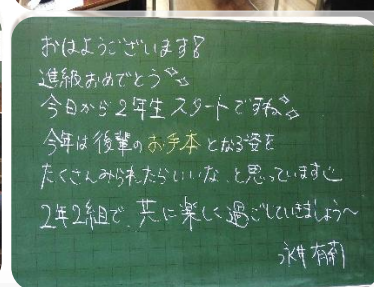 おはようございます!
進級おめでとう
今日から2年生スタートですね
今年は後輩のお手本となる姿を
たくさんみられたらいいな、と思っています
2年2組で、共に楽しく過ごしていきましょう〜
永井有莉